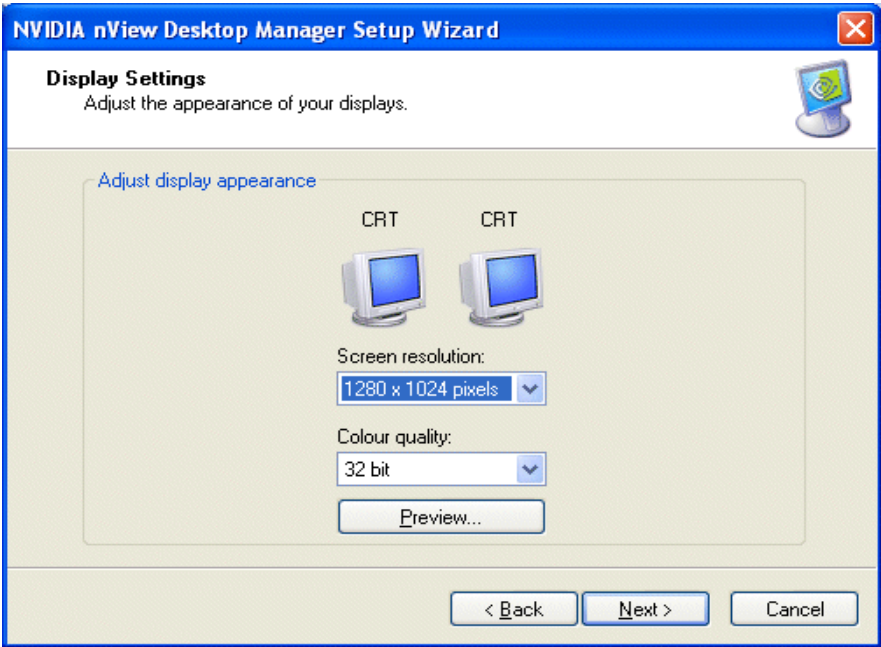 NVIDIA nView Desktop Manager Setup Wizard
Display Settings
Adjust the appearance of your displays.
Adjust display appearance
CRT CRT
Screen resolution:
1280 x 1024 pixels
Colour quality:
32 bit
Preview...
< Back Next > Cancel